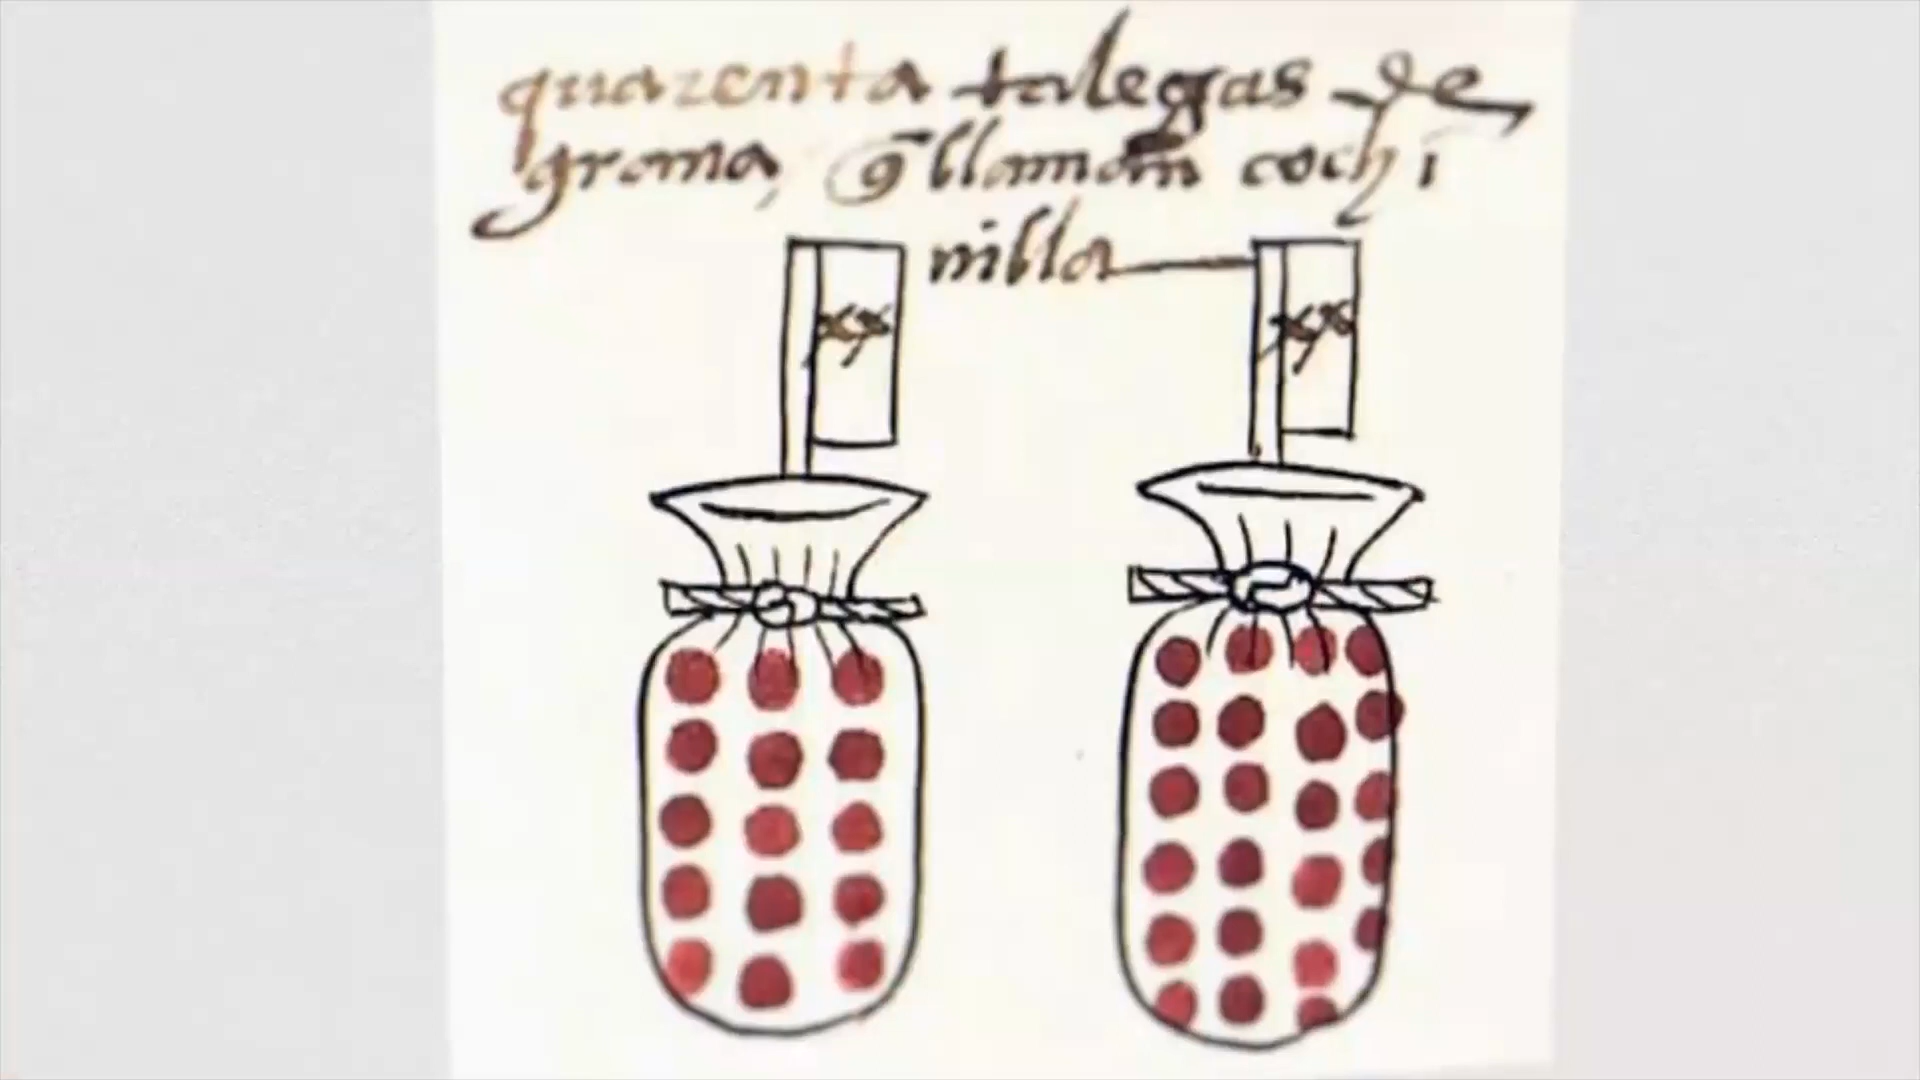 quarenta talegas de
grana, q̄ llaman cochi
nilla